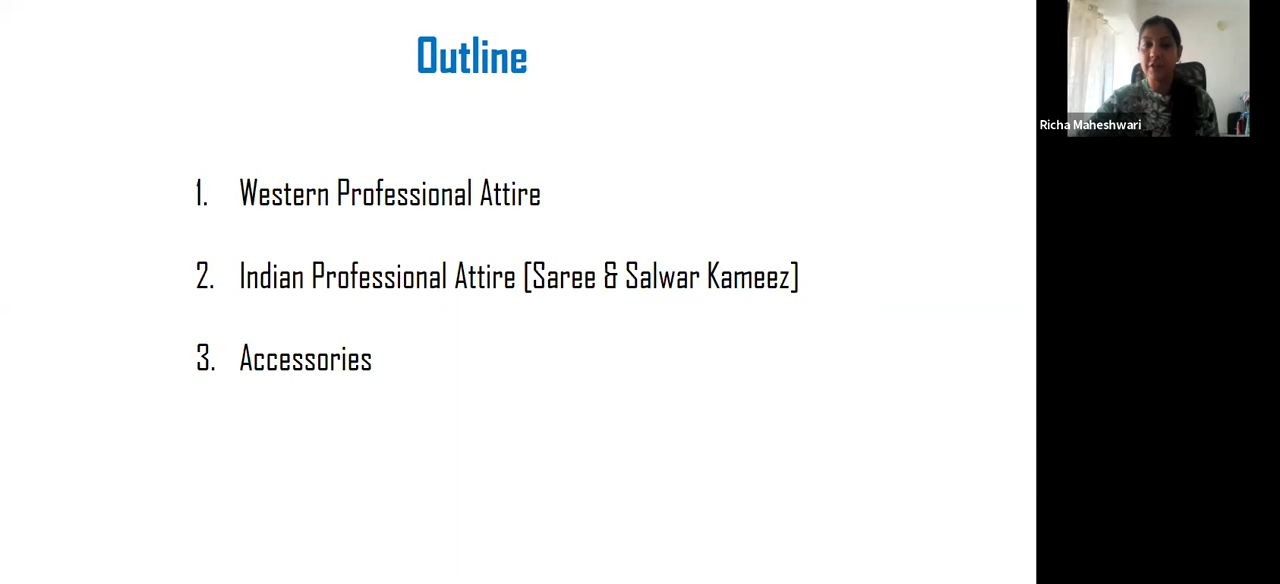 Outline
1. Western Professional Attire
2. Indian Professional Attire [Saree & Salwar Kameez]
3. Accessories
Richa Maheshwari